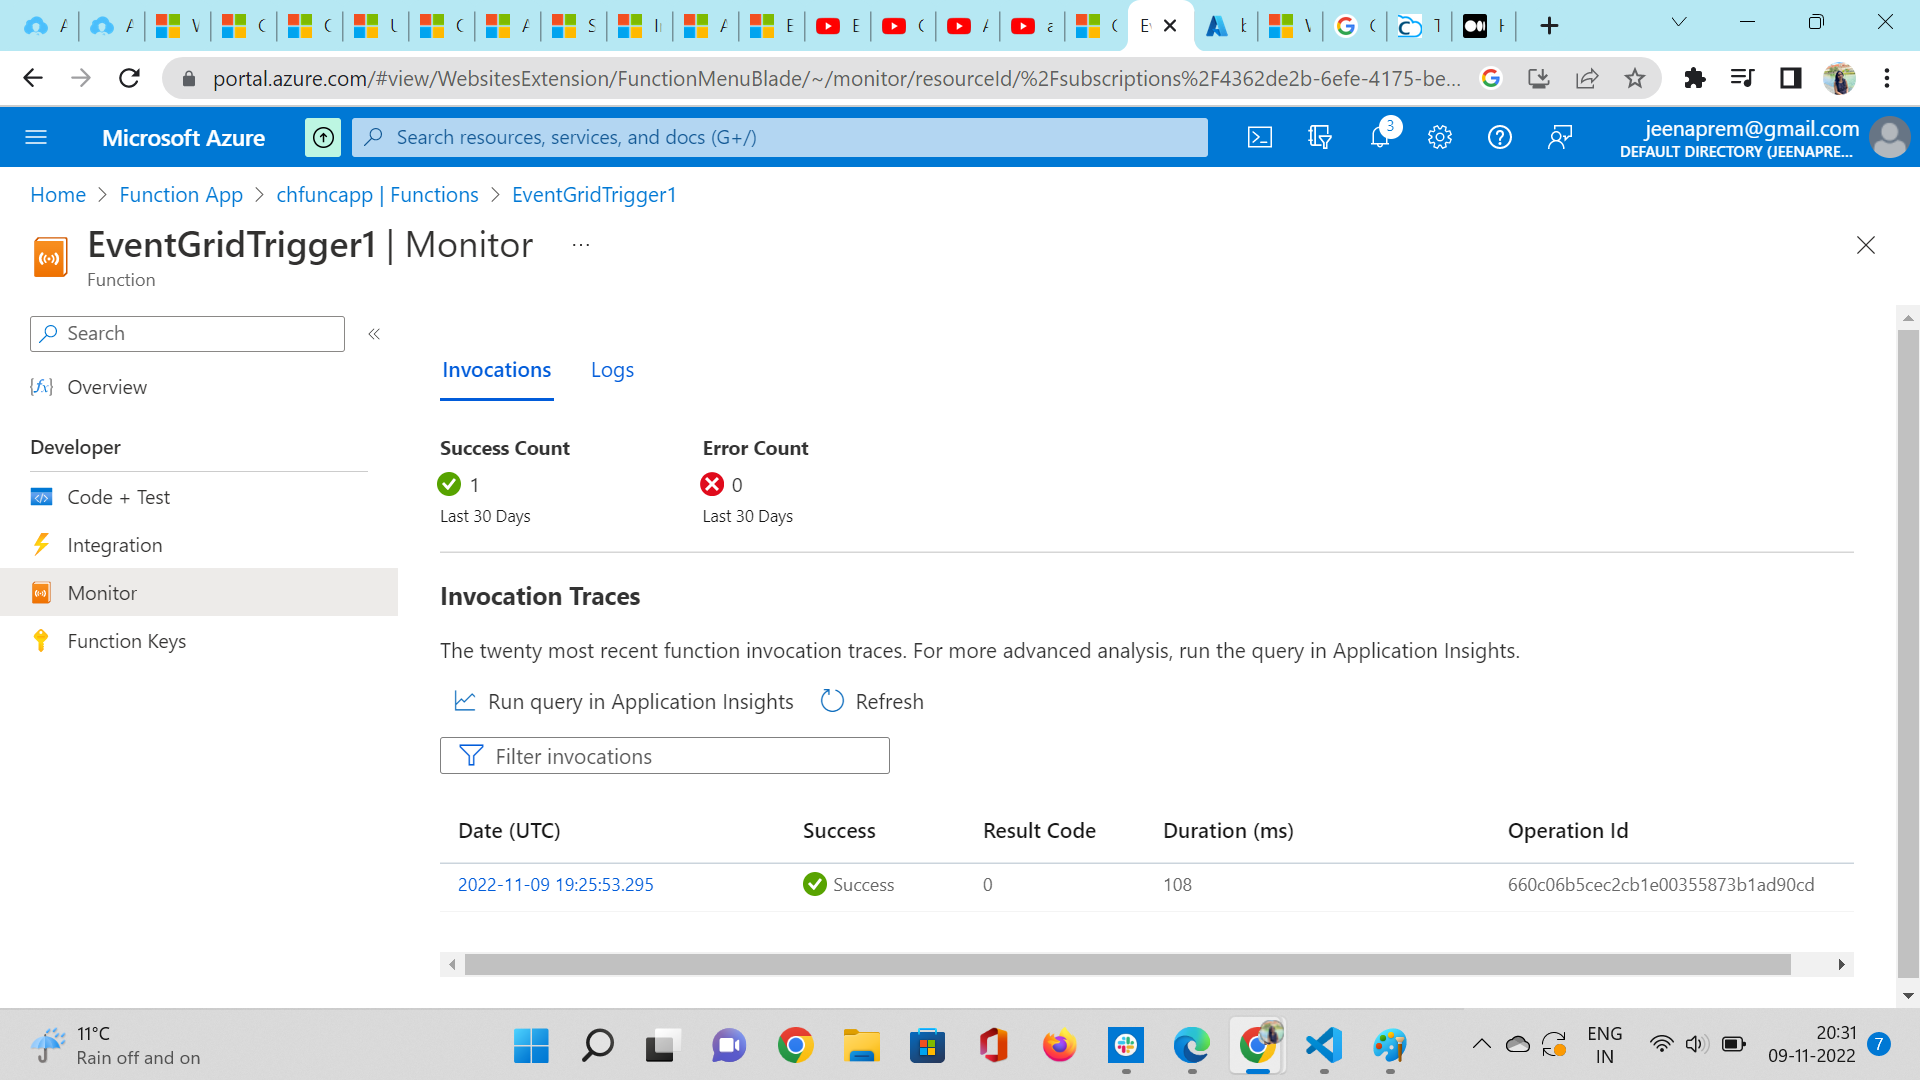 portal.azure.com/#view/WebsitesExtension/FunctionMenuBlade/~/monitor/resourceId/%2Fsubscriptions%2F4362de2b-6efe-4175-be...
Microsoft Azure
Search resources, services, and docs (G+/)
3
jeenaprem@gmail.com
DEFAULT DIRECTORY (JEENAPRE...
Home > Function App > chfuncapp | Functions > EventGridTrigger1
EventGridTrigger1 | Monitor ...
Function
Search
«
Overview
Developer
Code + Test
Integration
Monitor
Function Keys
Invocations Logs
Success Count Error Count
1 0
Last 30 Days Last 30 Days
Invocation Traces
The twenty most recent function invocation traces. For more advanced analysis, run the query in Application Insights.
Run query in Application Insights Refresh
Filter invocations
Date (UTC) Success Result Code Duration (ms) Operation Id
2022-11-09 19:25:53.295 Success 0 108 660c06b5cec2cb1e00355873b1ad90cd
11°C
Rain off and on
ENG
IN
20:31
09-11-2022
7